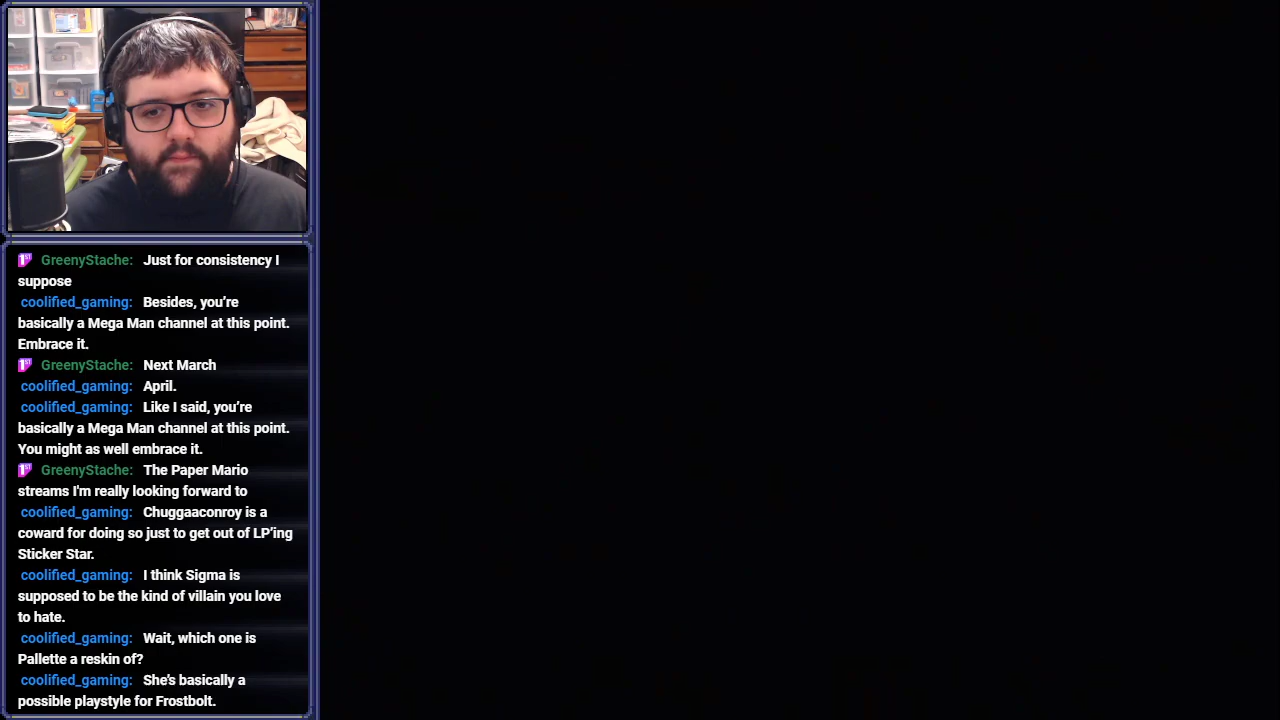 1ST GreenyStache: Just for consistency I
suppose
coolified_gaming: Besides, you're
basically a Mega Man channel at this point.
Embrace it.
1ST GreenyStache: Next March
coolified_gaming: April.
coolified_gaming: Like I said, you're
basically a Mega Man channel at this point.
You might as well embrace it.
1ST GreenyStache: The Paper Mario
streams I'm really looking forward to
coolified_gaming: Chuggaaconroy is a
coward for doing so just to get out of LP'ing
Sticker Star.
coolified_gaming: I think Sigma is
supposed to be the kind of villain you love
to hate.
coolified_gaming: Wait, which one is
Pallette a reskin of?
coolified_gaming: She's basically a
possible playstyle for Frostbolt.